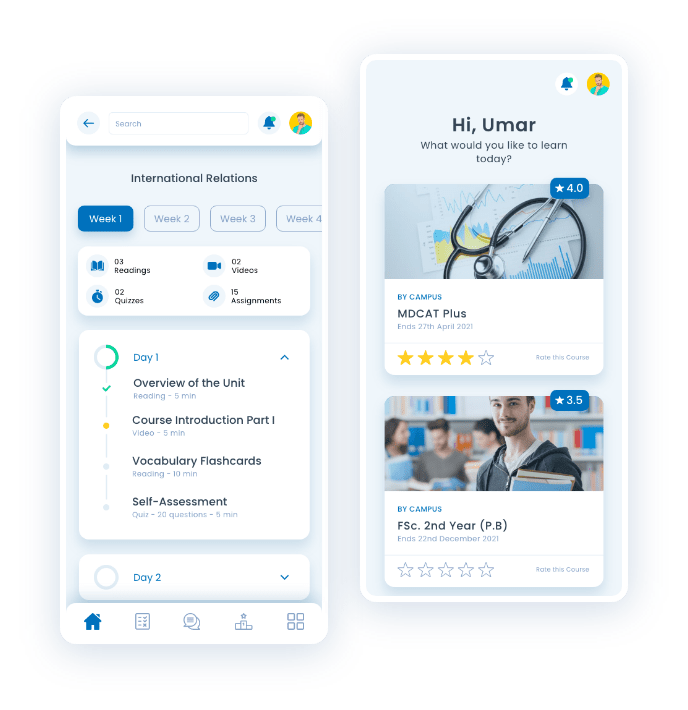 Search
International Relations
Week 1
Week 2
Week 3
Week 4
03
Readings
02
Videos
02
Quizzes
15
Assignments
Day 1
Overview of the Unit
Reading - 5 min
Course Introduction Part I
Video - 5 min
Vocabulary Flashcards
Reading - 10 min
Self-Assessment
Quiz - 20 questions - 5 min
Day 2
Hi, Umar
What would you like to learn
today?
4.0
BY CAMPUS
MDCAT Plus
Ends 27th April 2021
Rate this Course
3.5
BY CAMPUS
FSc. 2nd Year (P.B)
Ends 22nd December 2021
Rate this Course